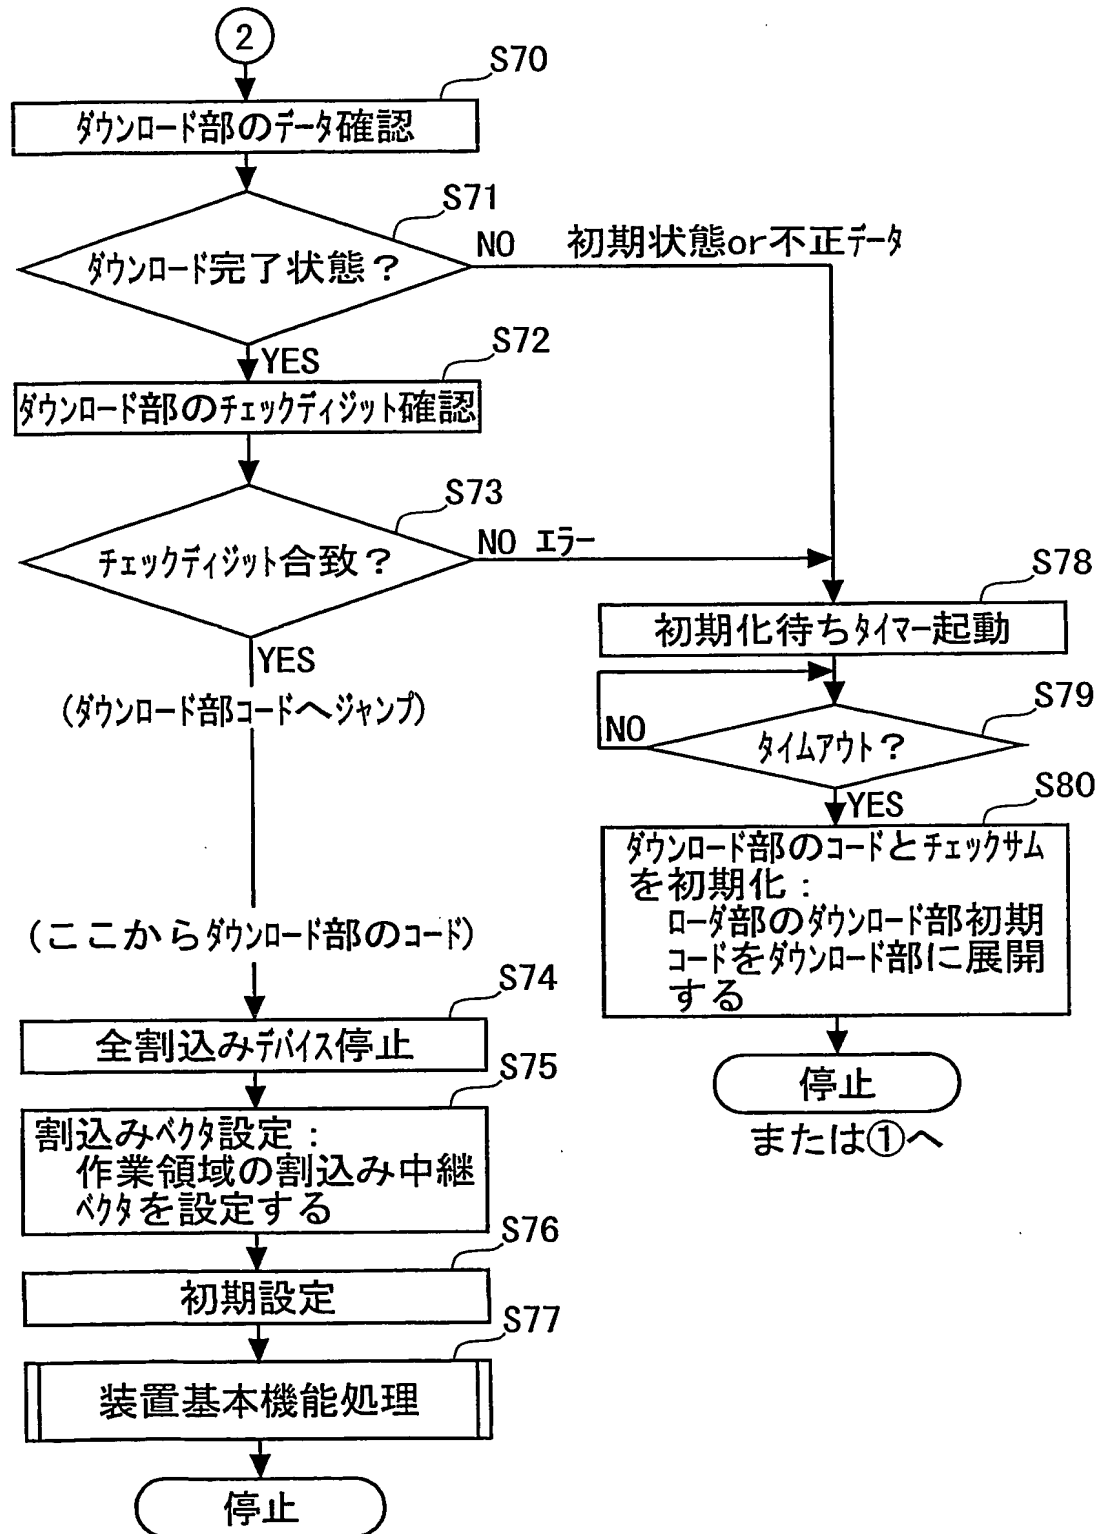 2
S70
ダウンロード部のデータ確認
S71
ダウンロード完了状態？
NO 初期状態or不正データ
YES
S72
ダウンロード部のチェックディジット確認
S73
チェックディジット合致？
NO エラー
YES
(ダウンロード部コードへジャンプ)
(ここからダウンロード部のコード)
S74
全割込みデバイス停止
S75
割込みベクタ設定：
作業領域の割込み中継
ベクタを設定する
S76
初期設定
S77
装置基本機能処理
停止
S78
初期化待ちタイマー起動
S79
タイムアウト？
NO
YES
S80
ダウンロード部のコードとチェックサム
を初期化：
ローダ部のダウンロード部初期
コードをダウンロード部に展開
する
停止
または①へ